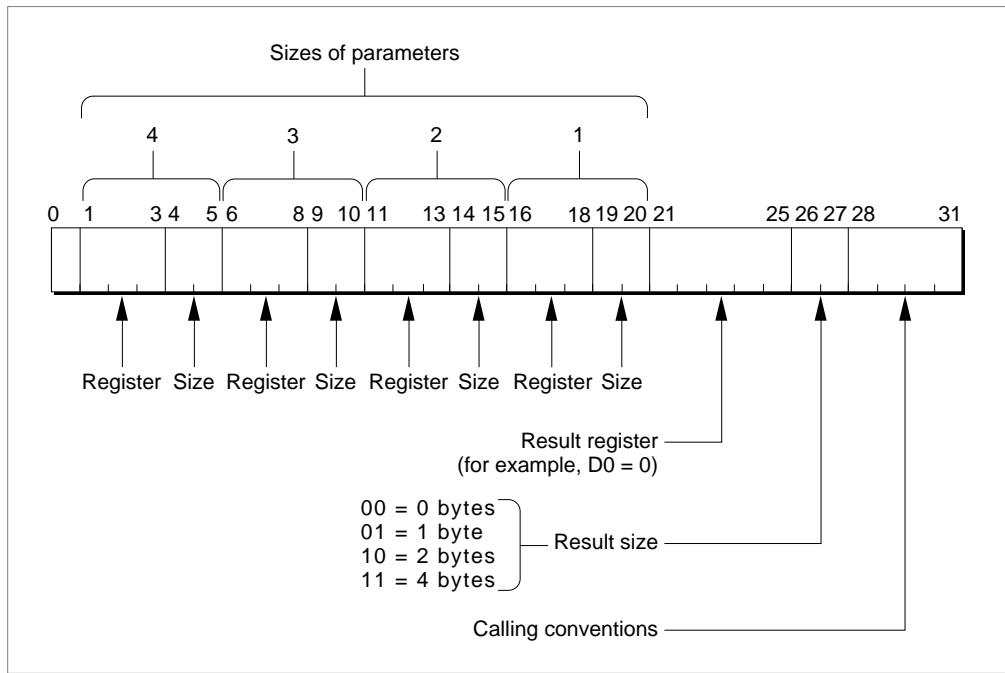 Sizes of parameters
4 3 2 1
0 1 3 4 5 6 8 9 10 11 13 14 15 16 18 19 20 21 25 26 27 28 31
Register Size Register Size Register Size Register Size
Result register
(for example, D0 = 0)
00 = 0 bytes
01 = 1 byte
10 = 2 bytes
11 = 4 bytes
Result size
Calling conventions